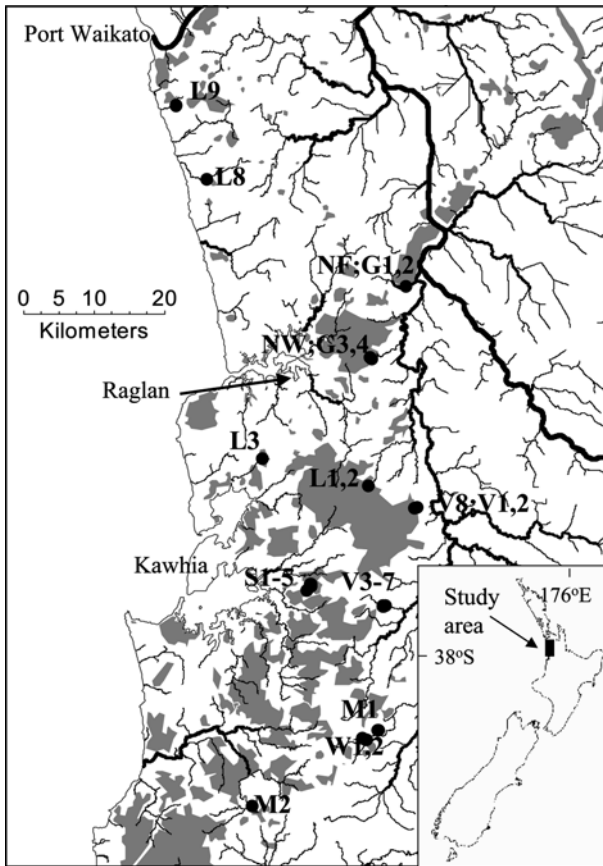 Port Waikato
L9
L8
NF;G1,2
0 5 10 20
Kilometers
NW;G3,4
Raglan
L3
L1,2
V8;V1,2
Kawhia
S1-5
V3-7
176°E
Study
area
38°S
M1
W1,2
M2